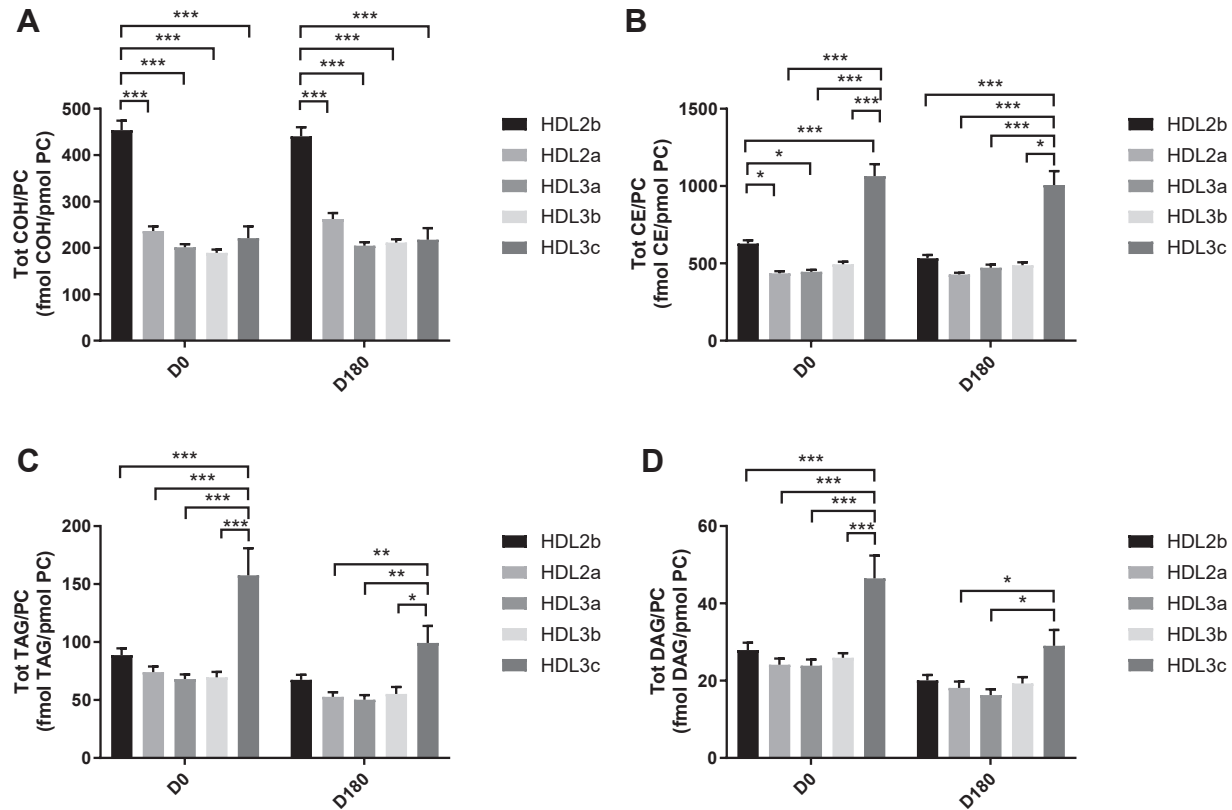 A
***
***
***
***
***
***
***
***
Tot COH/PC
(fmol COH/pmol PC)
500
400
300
200
100
0
D0
D180
HDL2b
HDL2a
HDL3a
HDL3b
HDL3c
B
***
***
***
***
*
*
***
***
***
*
Tot CE/PC
(fmol CE/pmol PC)
1500
1000
500
0
D0
D180
HDL2b
HDL2a
HDL3a
HDL3b
HDL3c
C
***
***
***
***
**
**
*
Tot TAG/PC
(fmol TAG/pmol PC)
200
150
100
50
0
D0
D180
HDL2b
HDL2a
HDL3a
HDL3b
HDL3c
D
***
***
***
***
*
*
Tot DAG/PC
(fmol DAG/pmol PC)
60
40
20
0
D0
D180
HDL2b
HDL2a
HDL3a
HDL3b
HDL3c